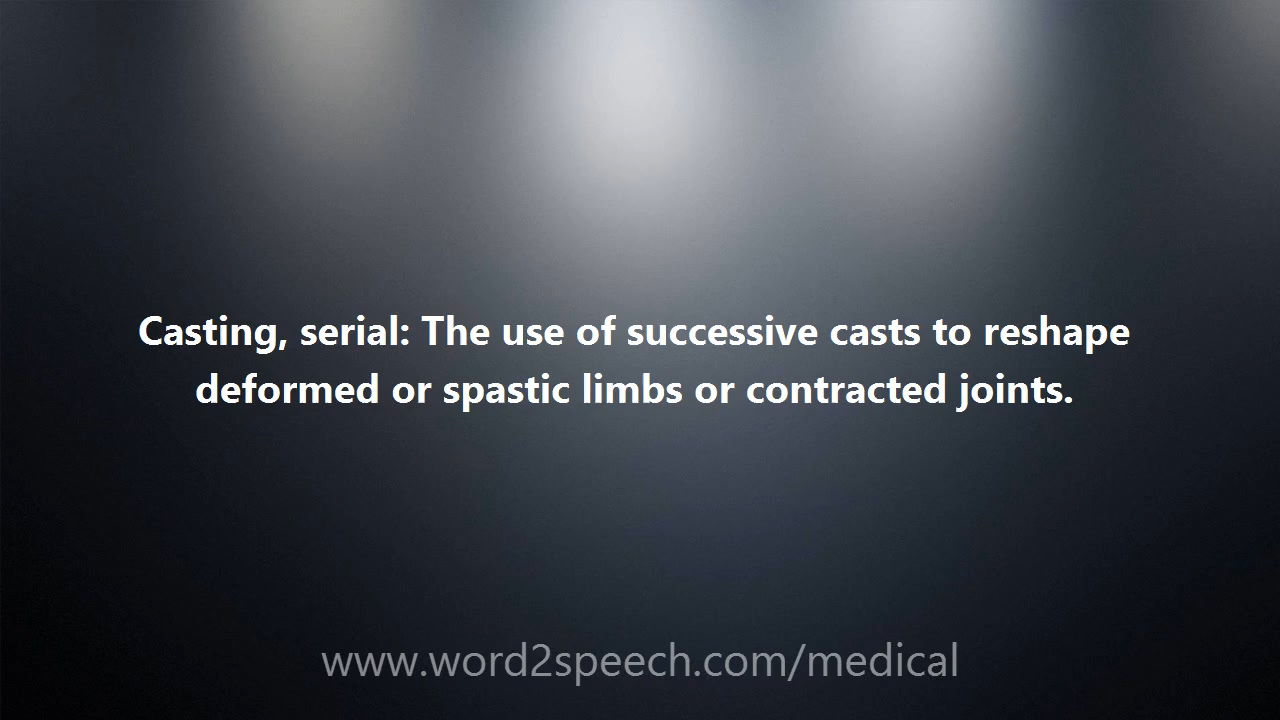 Casting, serial: The use of successive casts to reshape
deformed or spastic limbs or contracted joints.
www.word2speech.com/medical